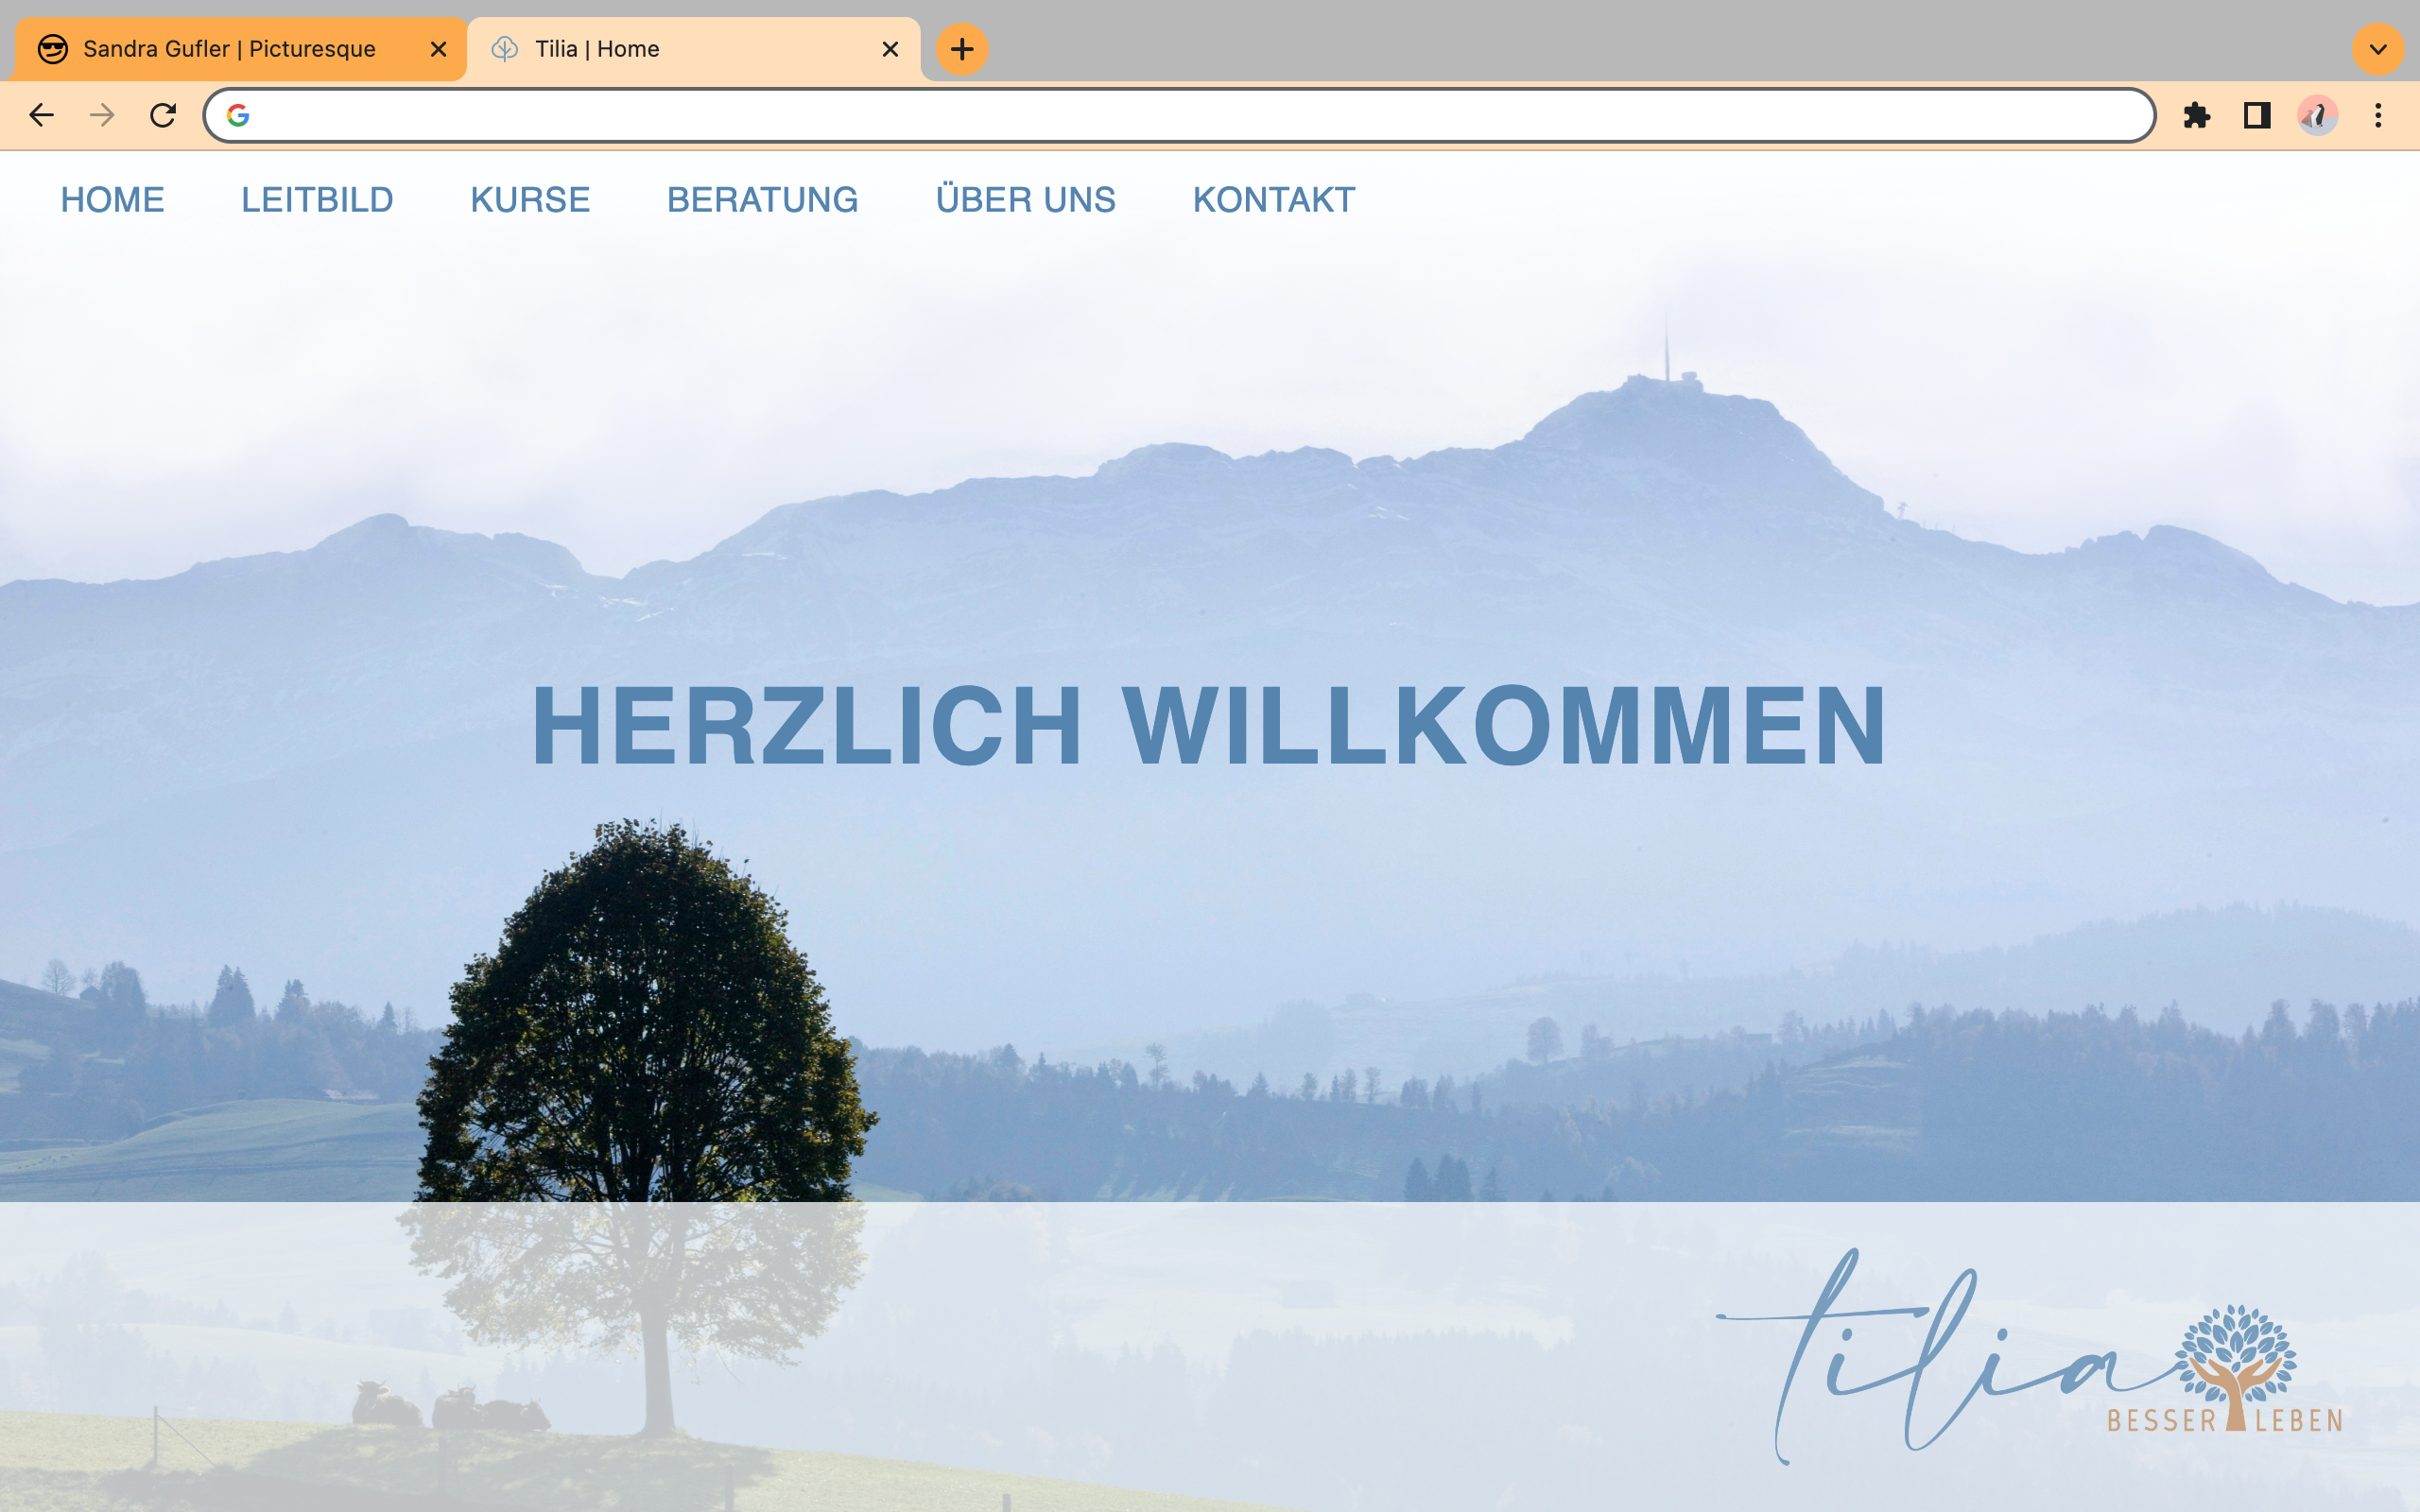 Sandra Gufler | Picturesque
Tilia | Home
HOME LEITBILD KURSE BERATUNG ÜBER UNS KONTAKT
HERZLICH WILLKOMMEN
tilia
BESSER LEBEN